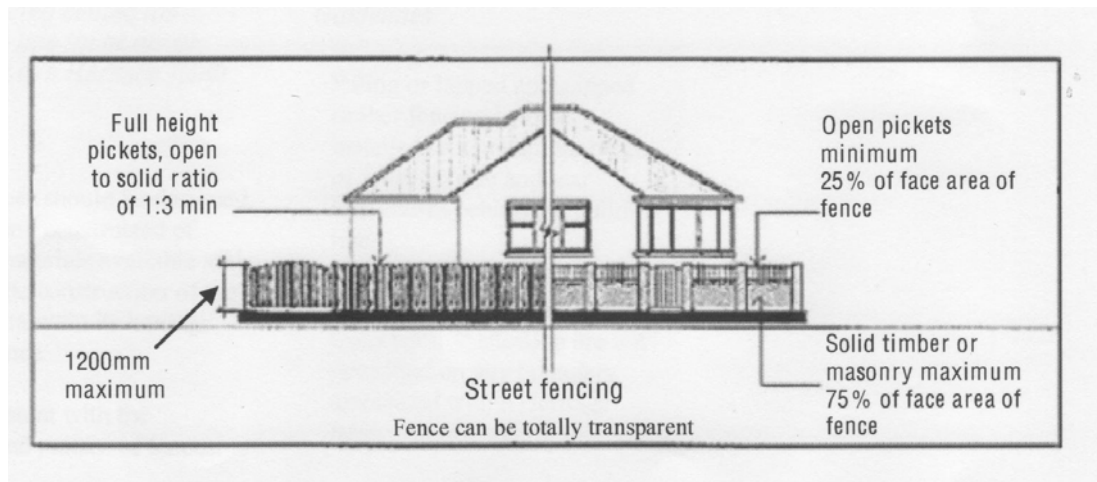 Full height
pickets, open
to solid ratio
of 1:3 min
Open pickets
minimum
25% of face area of
fence
1200mm
maximum
Solid timber or
masonry maximum
75% of face area of
fence
Street fencing
Fence can be totally transparent